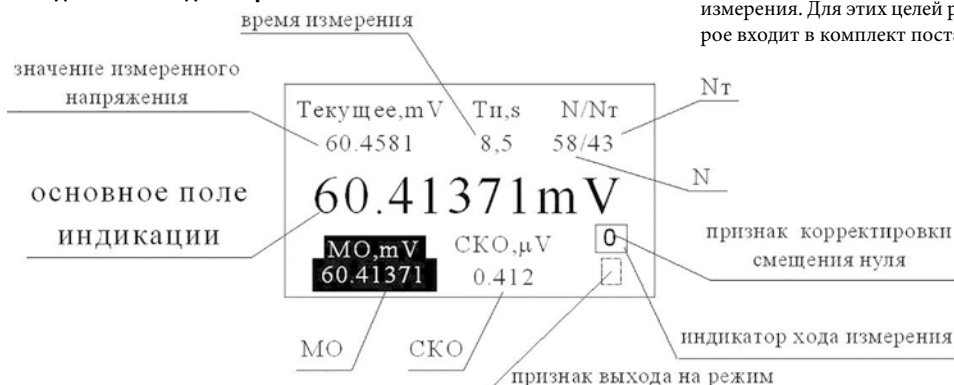 время измерения
измерения. Для этих целей р
рое входит в комплект поста
значение измеренного
напряжения
Nт
Текущее,mV Tи,s N/Nт
60.4581 8,5 58/43
N
основное поле
индикации
60.41371mV
признак корректировки
смещения нуля
МО,mV СКО,μV 0
60.41371 0.412
индикатор хода измерения
МО СКО
признак выхода на режим